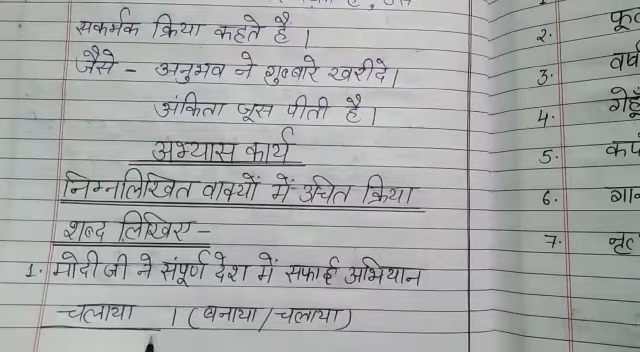 सकर्मक क्रिया कहते है।
जैसे - अनुभव ने गुब्बारे खरीदे।
अंकिता जूस पीती है।
अभ्यास कार्य
निम्नलिखित वाक्यों में उचित क्रिया
शब्द लिखिए -
1. मोदी जी ने संपूर्ण देश में सफाई अभियान
चलाया । (बनाया/चलाया)
2.
3.
4.
5.
6.
7.